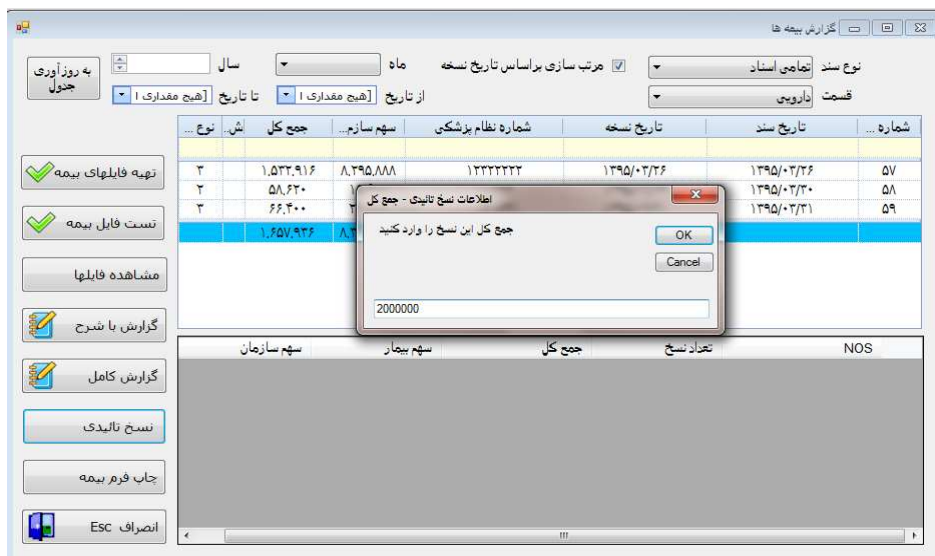 گزارش بیمه ها
نوع سند تمامی اسناد
مرتب سازی براساس تاریخ نسخه
ماه
سال
به روز آوری جدول
قسمت دارویی
از تاریخ [هیچ مقداری ا
تا تاریخ [هیچ مقداری ا
شماره ... تاریخ سند تاریخ نسخه شماره نظام پزشکی سهم سازم... جمع کل ش.. نوع ...
۵۷ ۱۳۹۵/۰۳/۲۶ ۱۳۹۵/۰۳/۲۶ ۱۲۲۲۲۲۲۲ ۸,۲۹۵,۸۸۸ ۱,۵۳۲,۹۱۶ ۳
۵۸ ۱۳۹۵/۰۳/۳۰ ۵۸,۶۲۰ ۲
۵۹ ۱۳۹۵/۰۳/۳۱ ۶۶,۴۰۰ ۳
۱,۶۵۷,۹۳۶
اطلاعات نسخ تائیدی - جمع کل
جمع کل این نسخ را وارد کنید
OK
Cancel
2000000
NOS تعداد نسخ جمع کل سهم بیمار سهم سازمان
تهیه فایلهای بیمه
تست فایل بیمه
مشاهده فایلها
گزارش با شرح
گزارش کامل
نسخ تائیدی
چاپ فرم بیمه
انصراف Esc